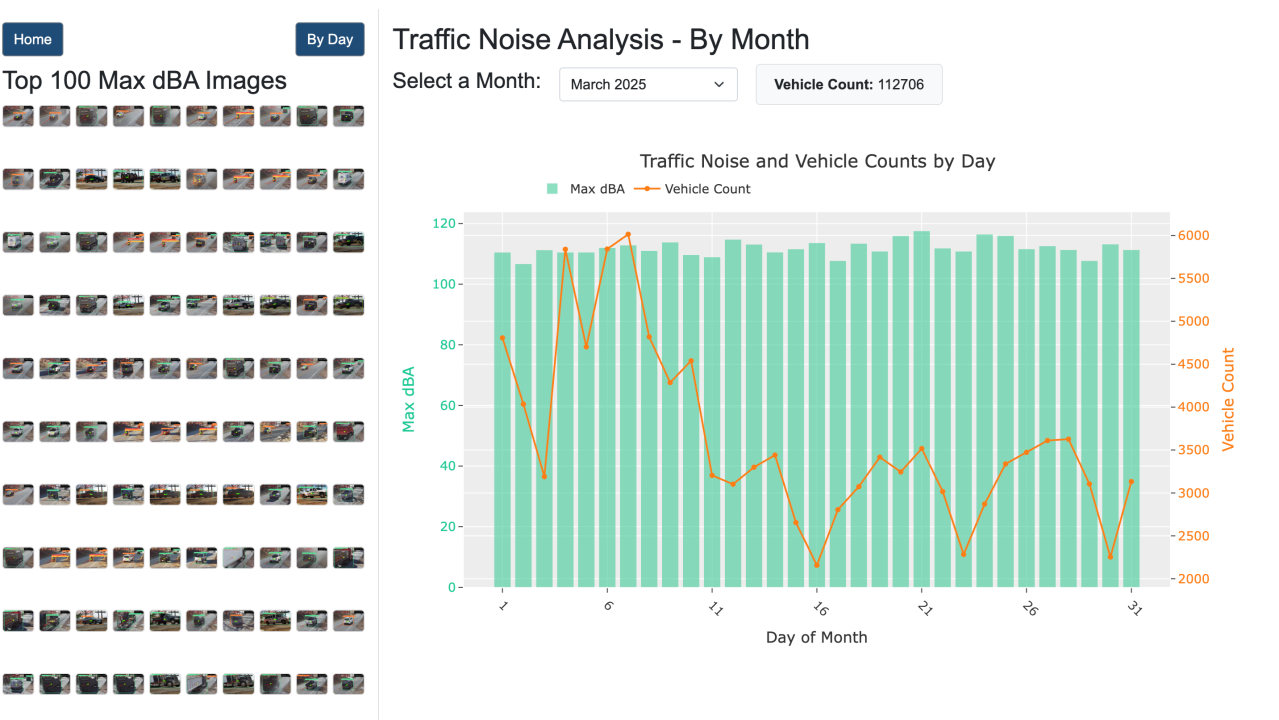 Home
By Day
Top 100 Max dBA Images
Traffic Noise Analysis - By Month
Select a Month:
March 2025
Vehicle Count: 112706
Traffic Noise and Vehicle Counts by Day
Max dBA
Vehicle Count
120
100
80
60
40
20
0
Max dBA
6000
5500
5000
4500
4000
3500
3000
2500
2000
Vehicle Count
1
6
11
16
21
26
31
Day of Month